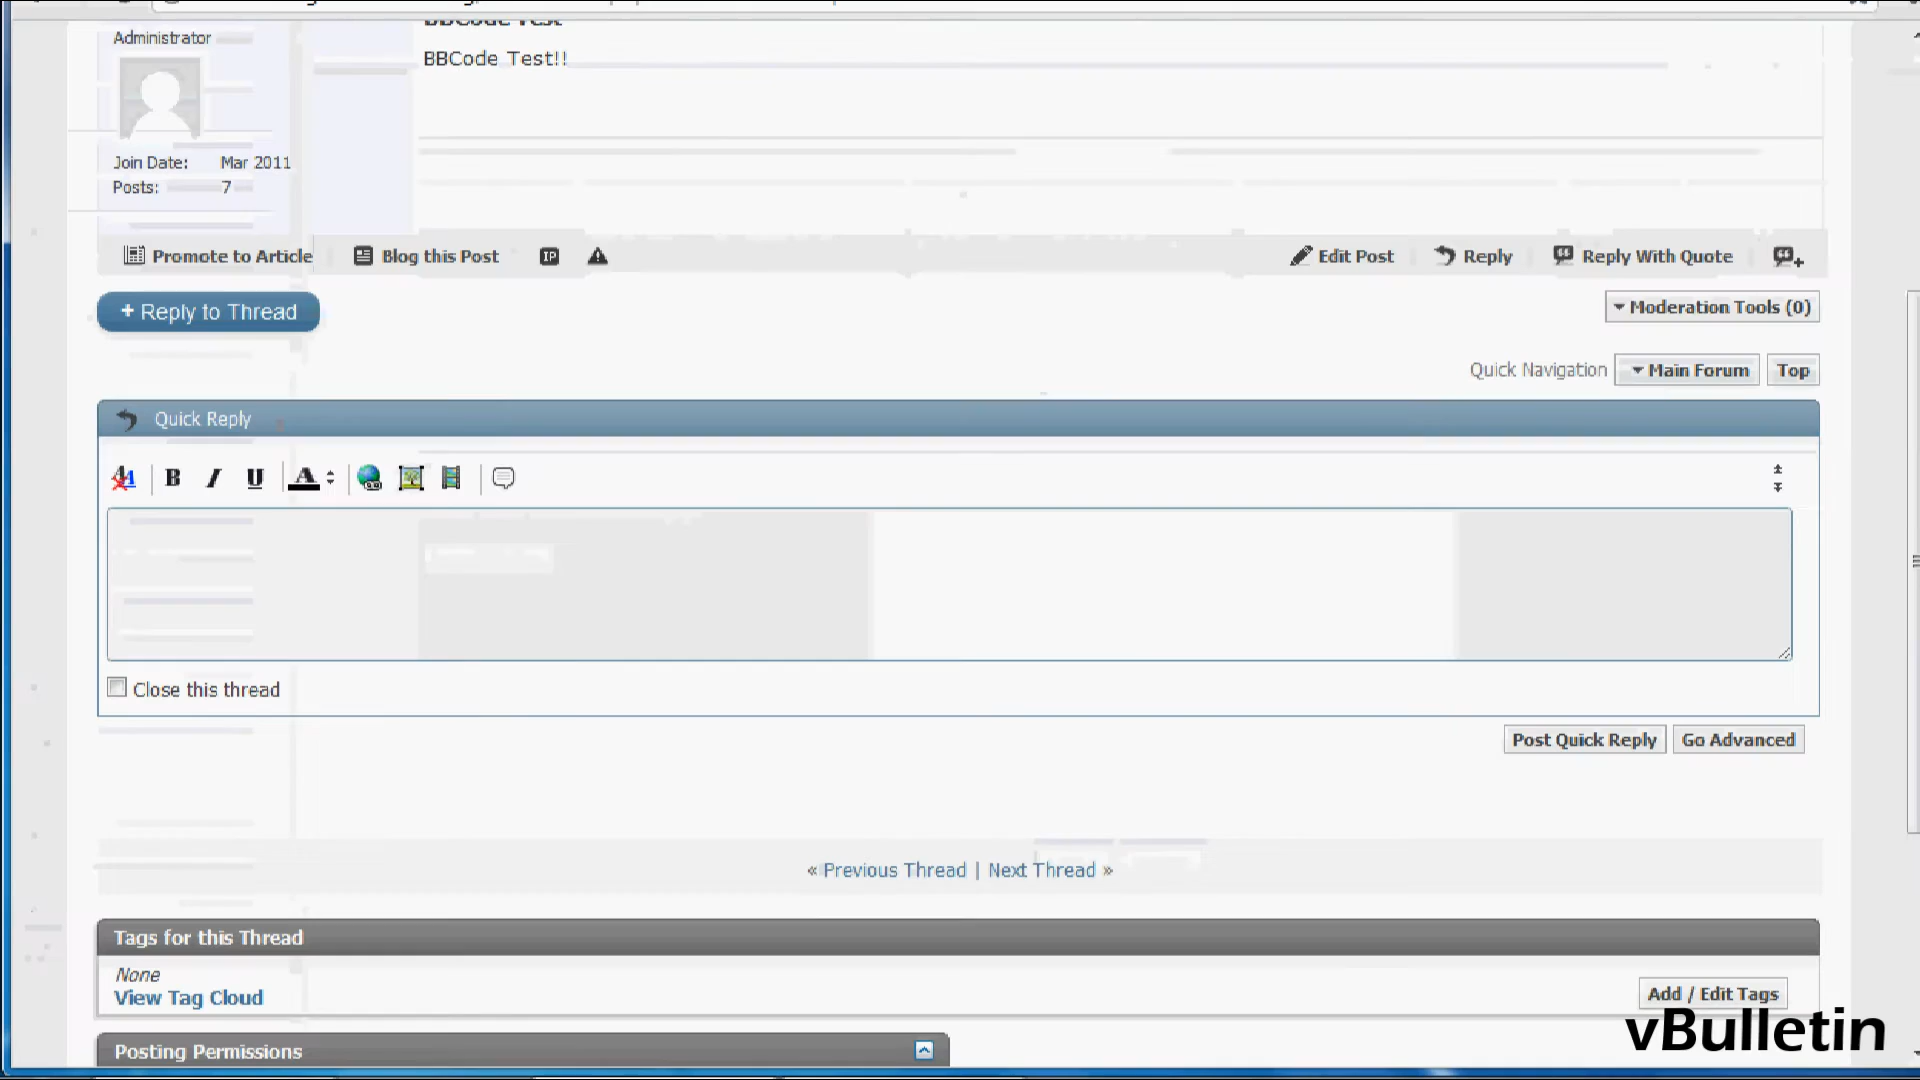 Administrator
BBCode Test
BBCode Test!!
Join Date: Mar 2011
Posts: 7
Promote to Article Blog this Post IP Edit Post Reply Reply With Quote
+ Reply to Thread
Moderation Tools (0)
Quick Navigation Main Forum Top
Quick Reply
B I U A
Close this thread
Post Quick Reply Go Advanced
« Previous Thread | Next Thread »
Tags for this Thread
None
View Tag Cloud
Add / Edit Tags
vBulletin
Posting Permissions